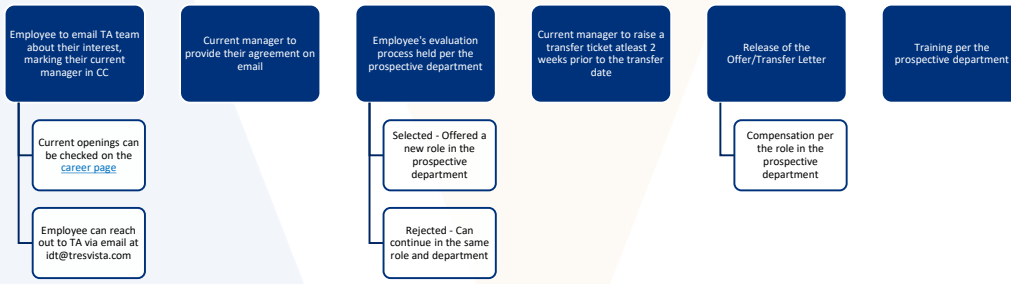 Employee to email TA team
about their interest,
marking their current
manager in CC
Current openings can
be checked on the
career page
Employee can reach
out to TA via email at
idt@tresvista.com
Current manager to
provide their agreement on
email
Employee's evaluation
process held per the
prospective department
Selected - Offered a
new role in the
prospective
department
Rejected - Can
continue in the same
role and department
Current manager to raise a
transfer ticket atleast 2
weeks prior to the transfer
date
Release of the
Offer/Transfer Letter
Compensation per
the role in the
prospective
department
Training per the
prospective department